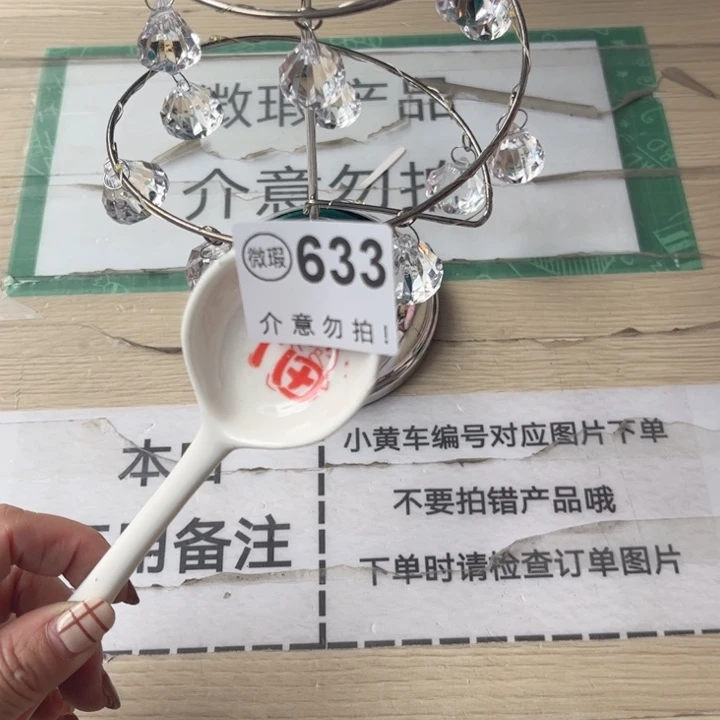 微瑕产品
介意勿拍
微瑕 633
介意勿拍!
本
备注
小黄车编号对应图片下单
不要拍错产品哦
下单时请检查订单图片